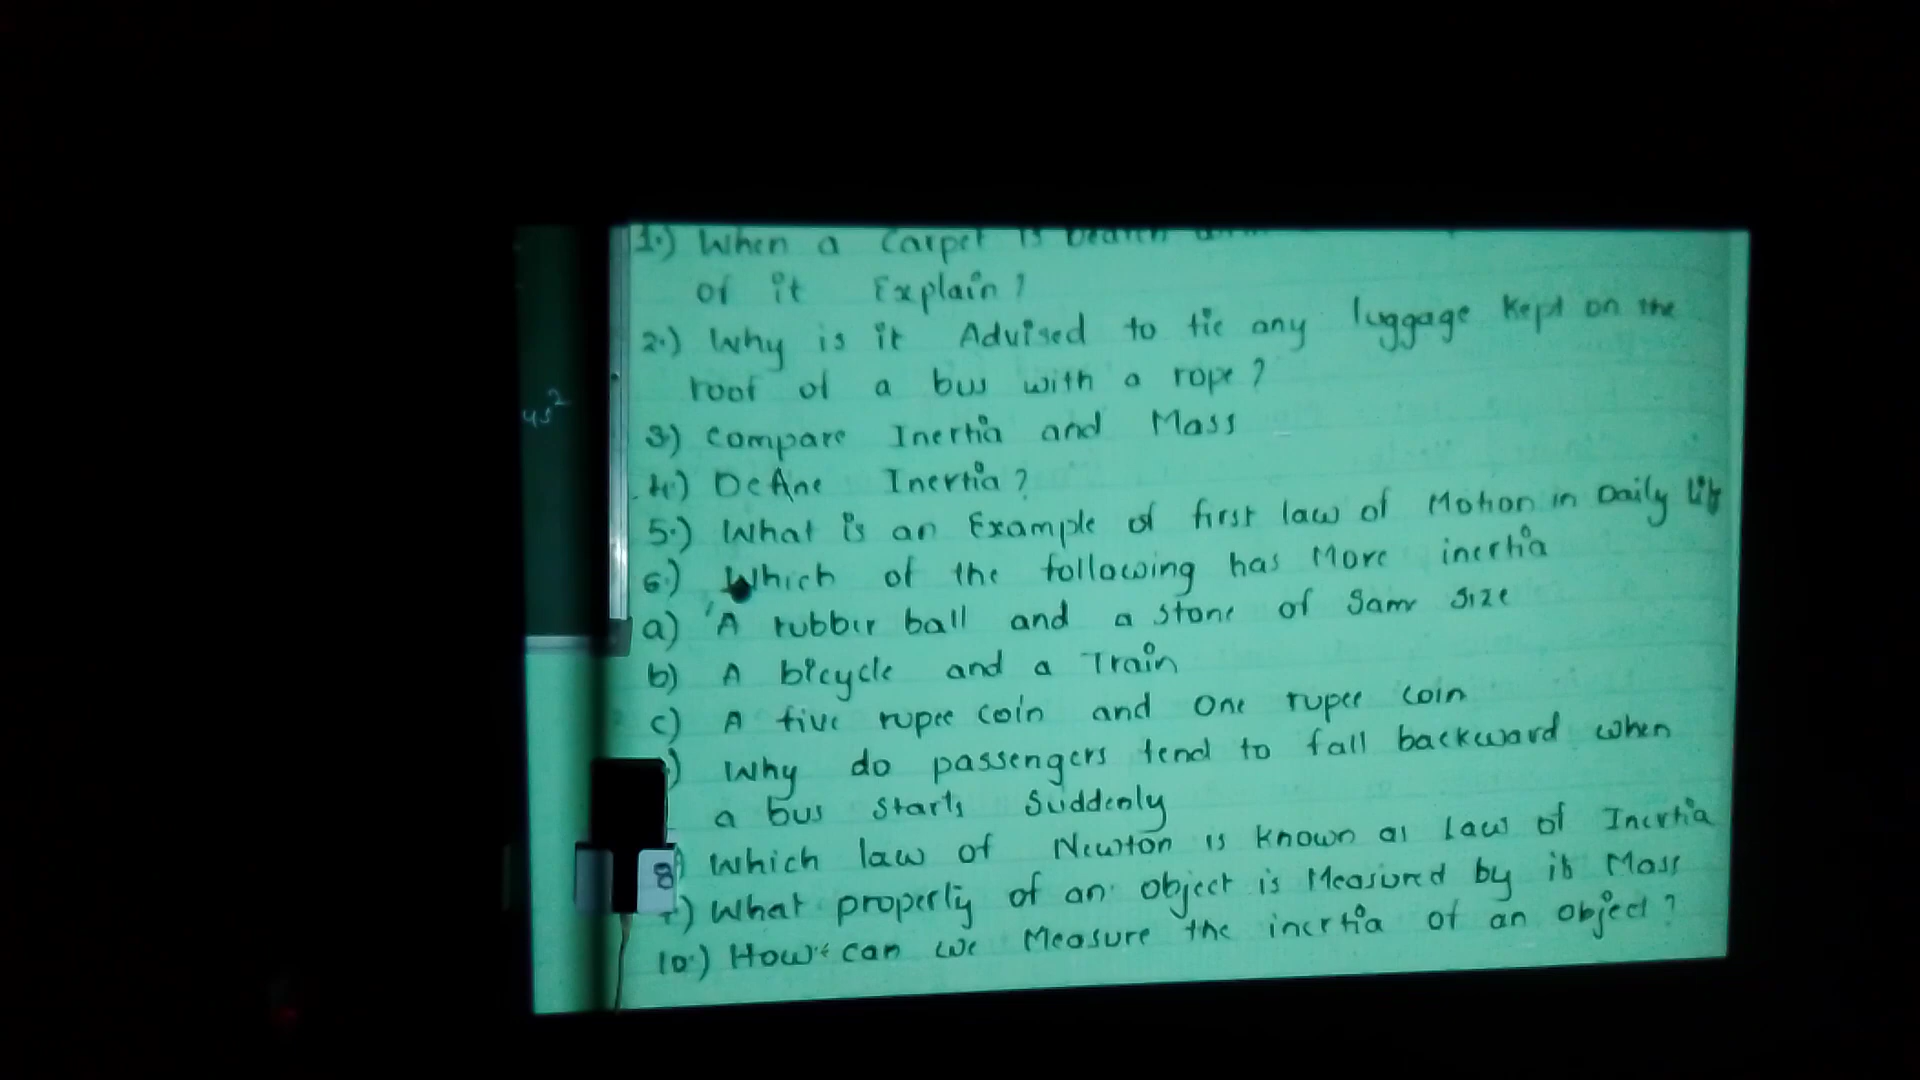 1.) When a Carpet is beaten
of it Explain ?
2.) Why is it Advised to tie any luggage kept on the
roof of a bus with a rope ?
3) Compare Inertia and Mass
4.) Define Inertia ?
5.) What is an Example of first law of Motion in Daily life
6.) Which of the following has More inertia
a) A rubber ball and a stone of Same size
b) A bicycle and a Train
c) A five rupee coin and One rupee coin
) Why do passengers tend to fall backward when
a bus starts Suddenly
8) Which law of Newton is known as law of Inertia
) What property of an object is Measured by its Mass
10.) How can we Measure the inertia of an object ?
us²